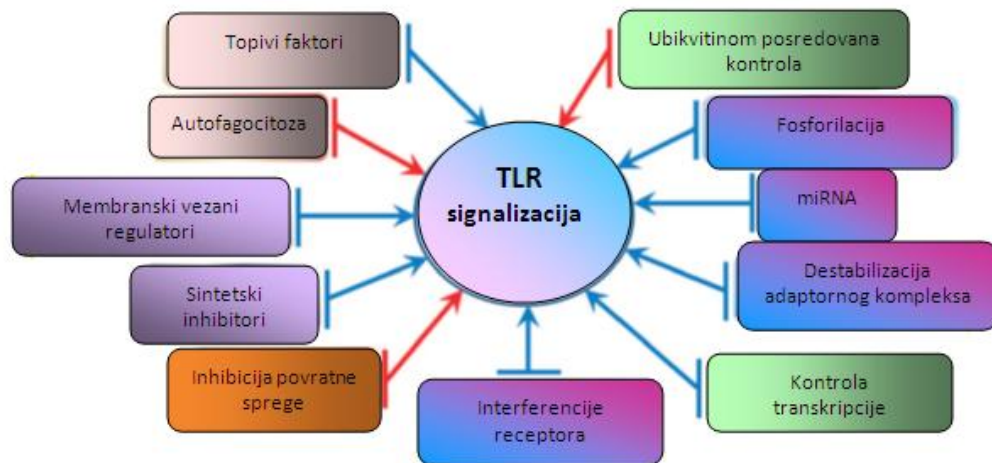 Topivi faktori
Ubikvitinom posredovana
kontrola
Autofagocitoza
Fosforilacija
TLR
signalizacija
miRNA
Membranski vezani
regulatori
Destabilizacija
adaptornog kompleksa
Sintetski
inhibitori
Inhibicija povratne
sprege
Interferencije
receptora
Kontrola
transkripcije